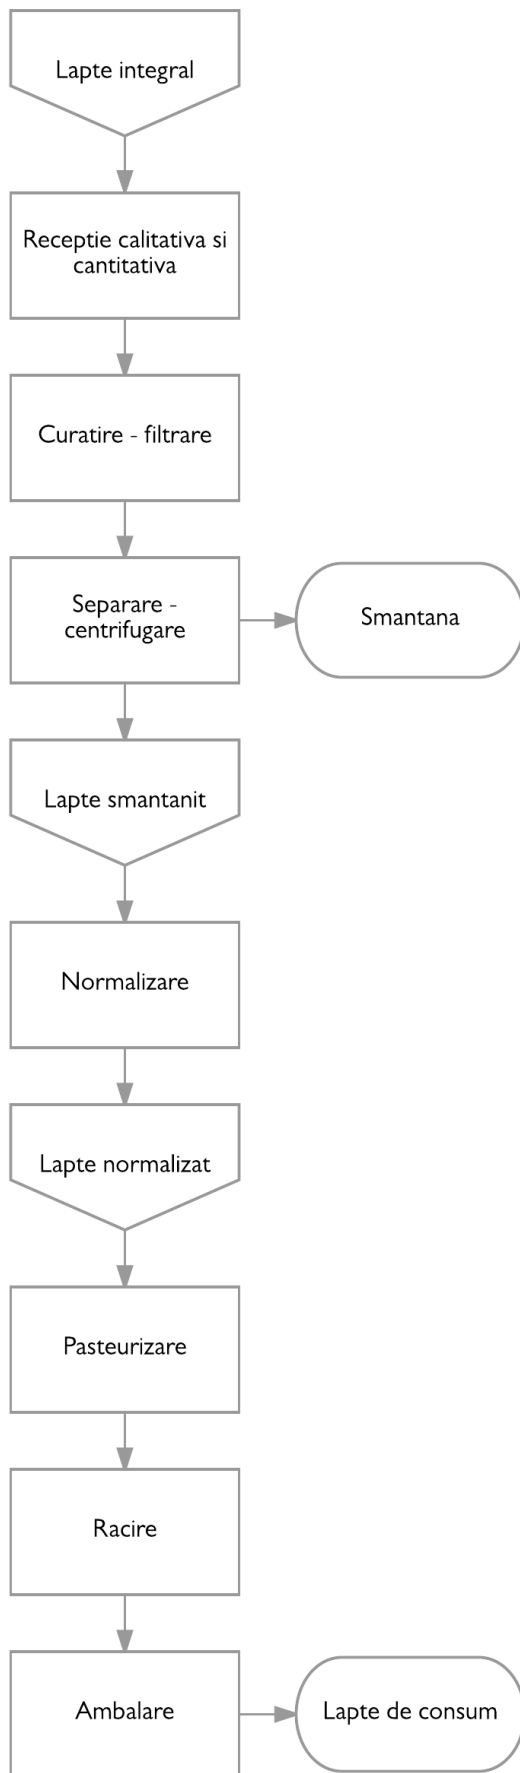 Lapte integral
Receptie calitativa si
cantitativa
Curatire - filtrare
Separare -
centrifugare
Smantana
Lapte smantanit
Normalizare
Lapte normalizat
Pasteurizare
Racire
Ambalare
Lapte de consum